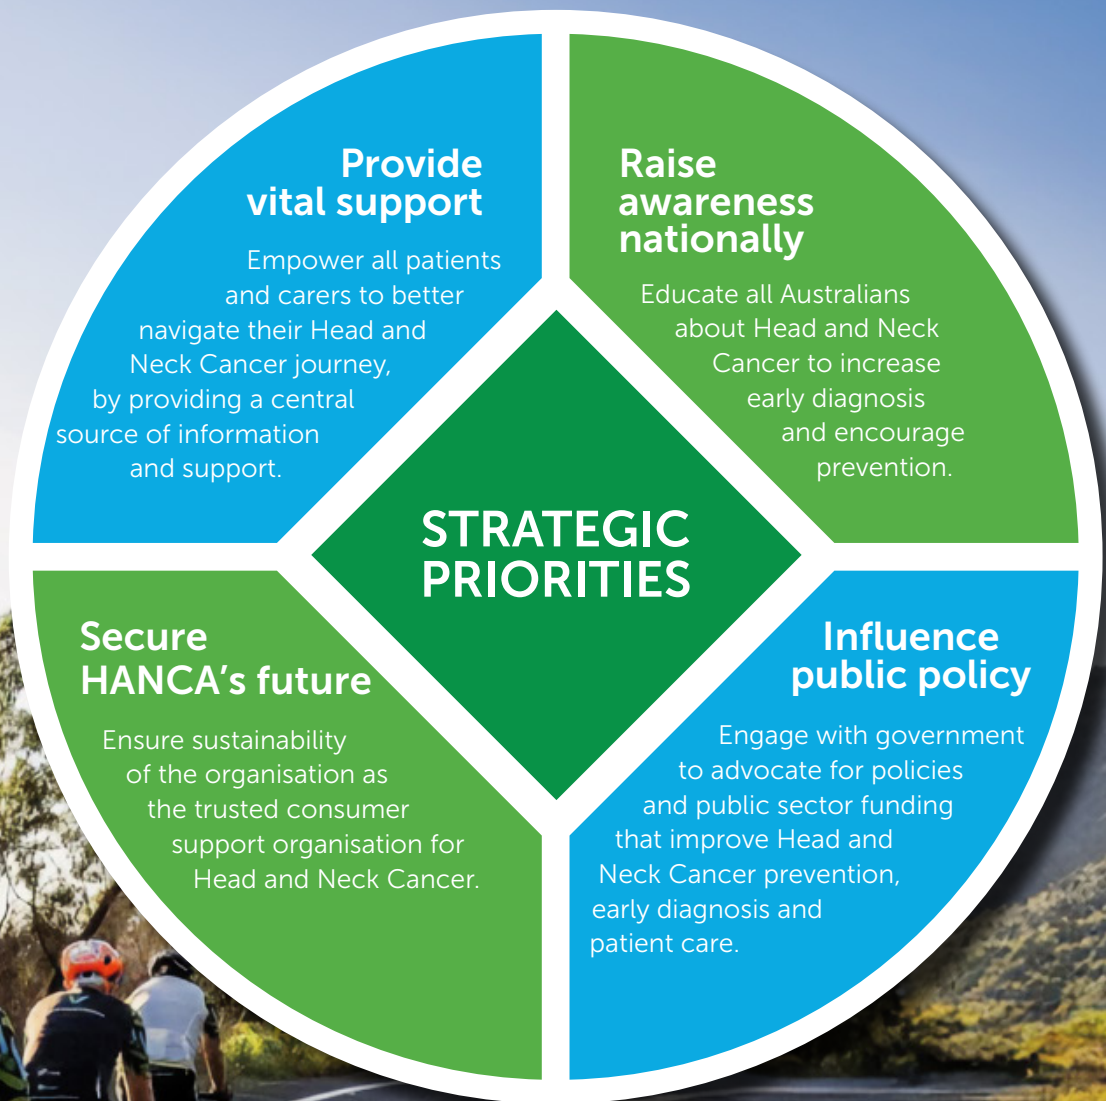 Provide
vital support
Empower all patients
and carers to better
navigate their Head and
Neck Cancer journey,
by providing a central
source of information
and support.
Raise
awareness
nationally
Educate all Australians
about Head and Neck
Cancer to increase
early diagnosis
and encourage
prevention.
STRATEGIC
PRIORITIES
Secure
HANCA's future
Ensure sustainability
of the organisation as
the trusted consumer
support organisation for
Head and Neck Cancer.
Influence
public policy
Engage with government
to advocate for policies
and public sector funding
that improve Head and
Neck Cancer prevention,
early diagnosis and
patient care.